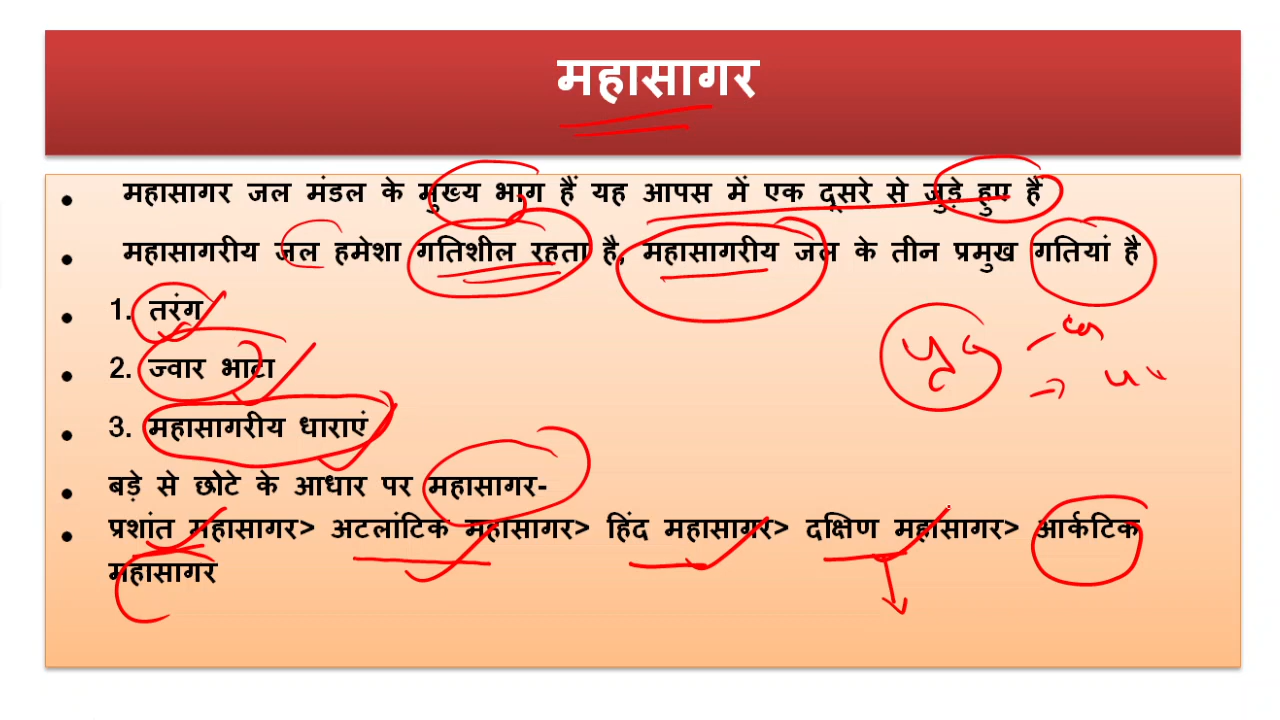 महासागर
• महासागर जल मंडल के मुख्य भाग हैं यह आपस में एक दूसरे से जुड़े हुए हैं
• महासागरीय जल हमेशा गतिशील रहता है, महासागरीय जल के तीन प्रमुख गतियां है
• 1. तरंग
• 2. ज्वार भाटा
• 3. महासागरीय धाराएं
• बड़े से छोटे के आधार पर महासागर-
• प्रशांत महासागर> अटलांटिक महासागर> हिंद महासागर> दक्षिण महासागर> आर्कटिक
महासागर